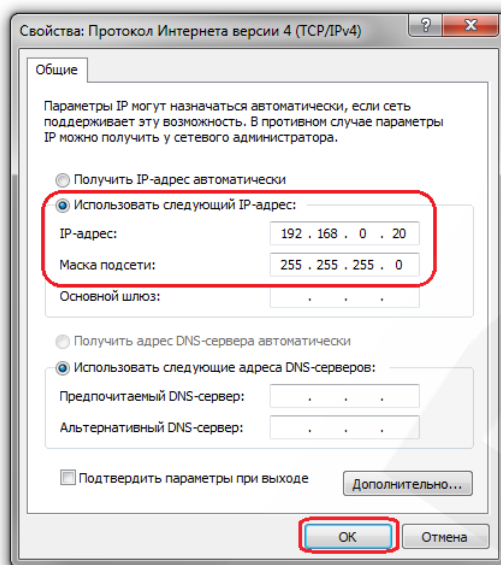 Свойства: Протокол Интернета версии 4 (TCP/IPv4)
Общие
Параметры IP могут назначаться автоматически, если сеть
поддерживает эту возможность. В противном случае параметры
IP можно получить у сетевого администратора.
Получить IP-адрес автоматически
Использовать следующий IP-адрес:
IP-адрес: 192 . 168 . 0 . 20
Маска подсети: 255 . 255 . 255 . 0
Основной шлюз: . . .
Получить адрес DNS-сервера автоматически
Использовать следующие адреса DNS-серверов:
Предпочитаемый DNS-сервер: . . .
Альтернативный DNS-сервер: . . .
Подтвердить параметры при выходе
Дополнительно...
ОК Отмена